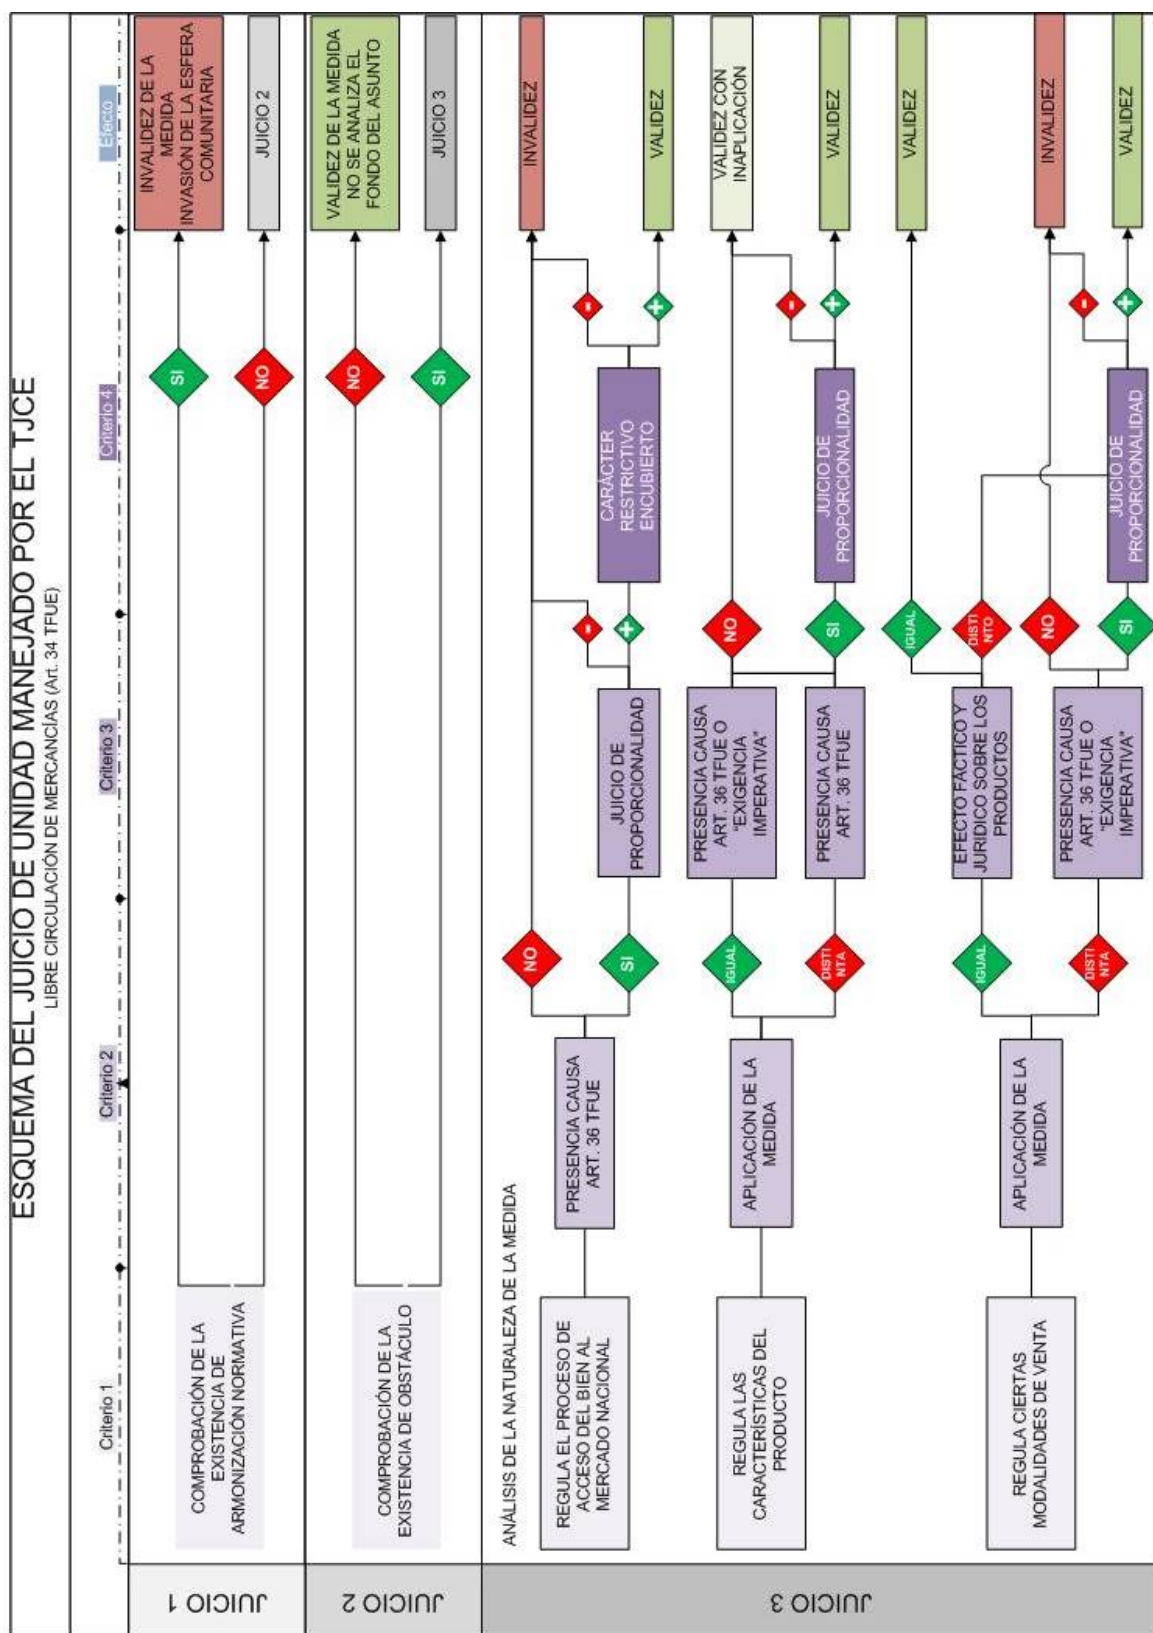 ESQUEMA DEL JUICIO DE UNIDAD MANEJADO POR EL TJCE
LIBRE CIRCULACIÓN DE MERCANCÍAS (Art. 34 TFUE)
Criterio 1
Criterio 2
Criterio 3
Criterio 4
Efecto
JUICIO 1
COMPROBACIÓN DE LA
EXISTENCIA DE
ARMONIZACIÓN NORMATIVA
SI
INVALIDEZ DE LA
MEDIDA
INVASIÓN DE LA ESFERA
COMUNITARIA
NO
JUICIO 2
JUICIO 2
COMPROBACIÓN DE LA
EXISTENCIA DE OBSTÁCULO
NO
VALIDEZ DE LA MEDIDA
NO SE ANALIZA EL
FONDO DEL ASUNTO
SI
JUICIO 3
JUICIO 3
ANÁLISIS DE LA NATURALEZA DE LA MEDIDA
REGULA EL PROCESO DE
ACCESO DEL BIEN AL
MERCADO NACIONAL
PRESENCIA CAUSA
ART. 36 TFUE
NO
SI
JUICIO DE
PROPORCIONALIDAD
-
+
CARÁCTER
RESTRICTIVO
ENCUBIERTO
-
+
INVALIDEZ
VALIDEZ
REGULA LAS
CARACTERÍSTICAS DEL
PRODUCTO
APLICACIÓN DE LA
MEDIDA
IGUAL
DISTI
NTA
PRESENCIA CAUSA
ART. 36 TFUE O
"EXIGENCIA
IMPERATIVA"
PRESENCIA CAUSA
ART. 36 TFUE
NO
SI
JUICIO DE
PROPORCIONALIDAD
-
+
VALIDEZ CON
INAPLICACIÓN
VALIDEZ
REGULA CIERTAS
MODALIDADES DE VENTA
APLICACIÓN DE LA
MEDIDA
IGUAL
DISTI
NTA
EFECTO FÁCTICO Y
JURIDICO SOBRE LOS
PRODUCTOS
PRESENCIA CAUSA
ART. 36 TFUE O
"EXIGENCIA
IMPERATIVA"
IGUAL
DISTI
NTO
NO
SI
JUICIO DE
PROPORCIONALIDAD
-
+
VALIDEZ
INVALIDEZ
VALIDEZ